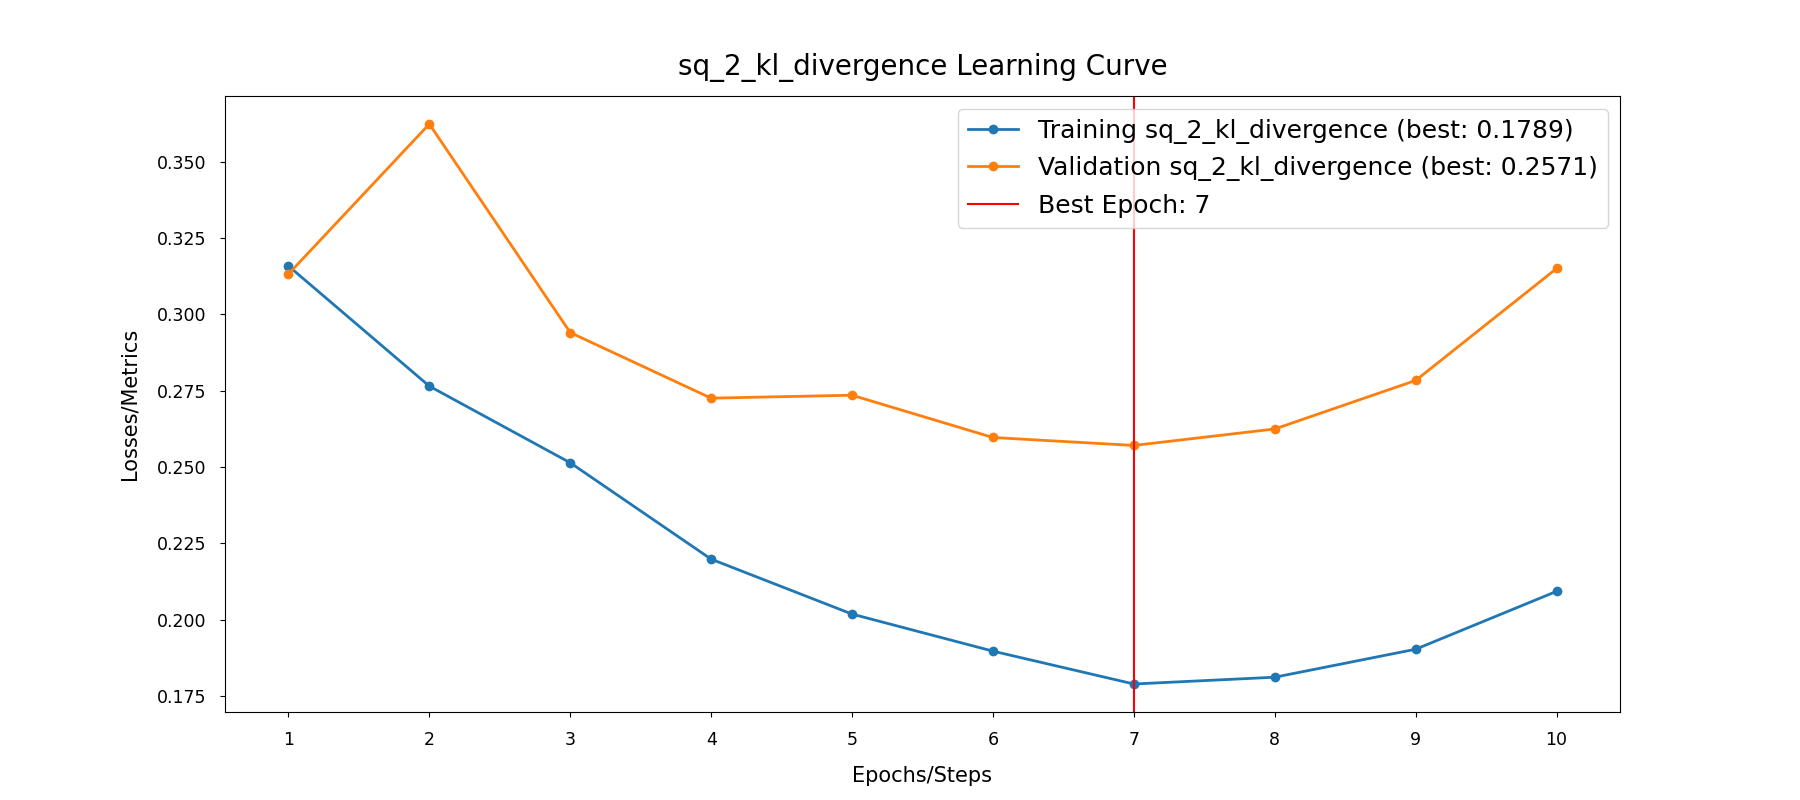 sq_2_kl_divergence Learning Curve
Training sq_2_kl_divergence (best: 0.1789)
Validation sq_2_kl_divergence (best: 0.2571)
Best Epoch: 7
Losses/Metrics
0.350
0.325
0.300
0.275
0.250
0.225
0.200
0.175
1 2 3 4 5 6 7 8 9 10
Epochs/Steps